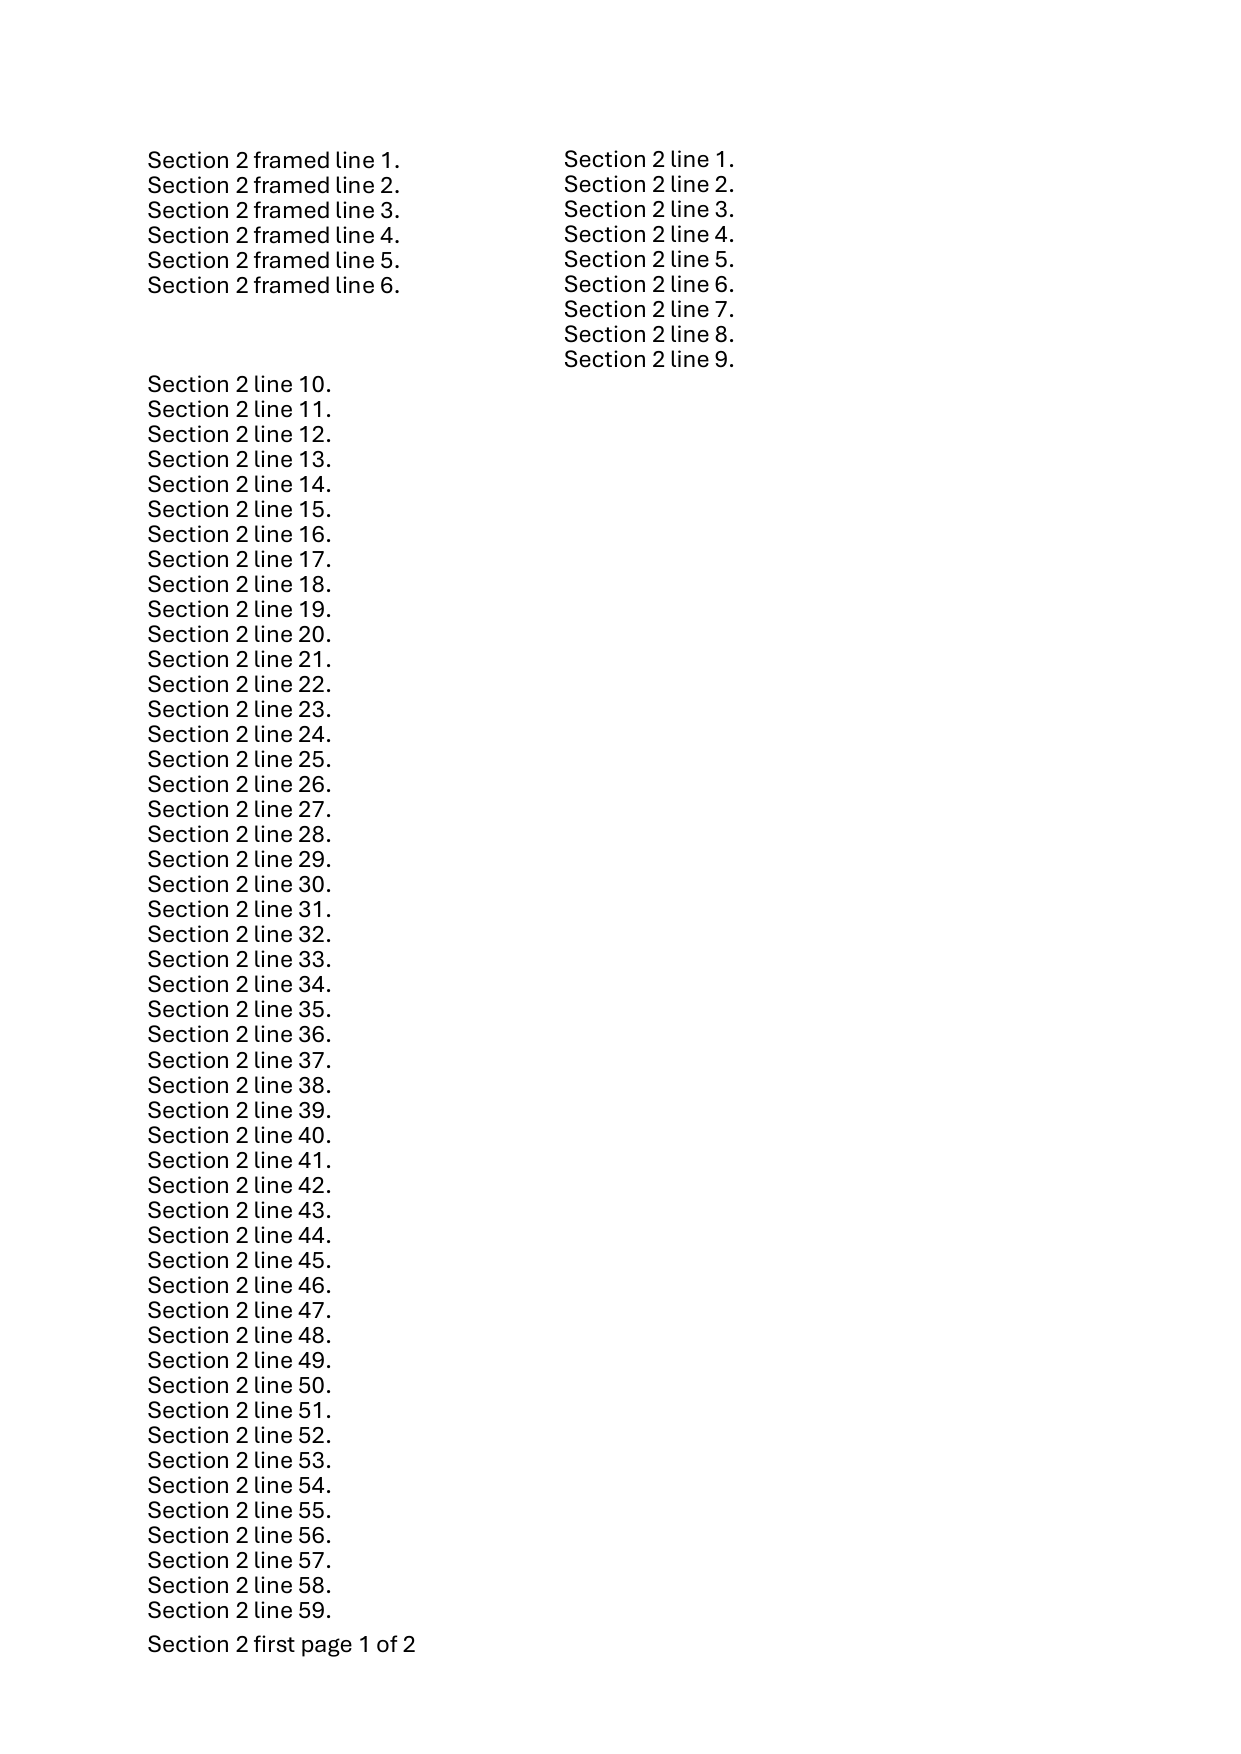 Section 2 framed line 1.
Section 2 framed line 2.
Section 2 framed line 3.
Section 2 framed line 4.
Section 2 framed line 5.
Section 2 framed line 6.
Section 2 line 1.
Section 2 line 2.
Section 2 line 3.
Section 2 line 4.
Section 2 line 5.
Section 2 line 6.
Section 2 line 7.
Section 2 line 8.
Section 2 line 9.
Section 2 line 10.
Section 2 line 11.
Section 2 line 12.
Section 2 line 13.
Section 2 line 14.
Section 2 line 15.
Section 2 line 16.
Section 2 line 17.
Section 2 line 18.
Section 2 line 19.
Section 2 line 20.
Section 2 line 21.
Section 2 line 22.
Section 2 line 23.
Section 2 line 24.
Section 2 line 25.
Section 2 line 26.
Section 2 line 27.
Section 2 line 28.
Section 2 line 29.
Section 2 line 30.
Section 2 line 31.
Section 2 line 32.
Section 2 line 33.
Section 2 line 34.
Section 2 line 35.
Section 2 line 36.
Section 2 line 37.
Section 2 line 38.
Section 2 line 39.
Section 2 line 40.
Section 2 line 41.
Section 2 line 42.
Section 2 line 43.
Section 2 line 44.
Section 2 line 45.
Section 2 line 46.
Section 2 line 47.
Section 2 line 48.
Section 2 line 49.
Section 2 line 50.
Section 2 line 51.
Section 2 line 52.
Section 2 line 53.
Section 2 line 54.
Section 2 line 55.
Section 2 line 56.
Section 2 line 57.
Section 2 line 58.
Section 2 line 59.
Section 2 first page 1 of 2